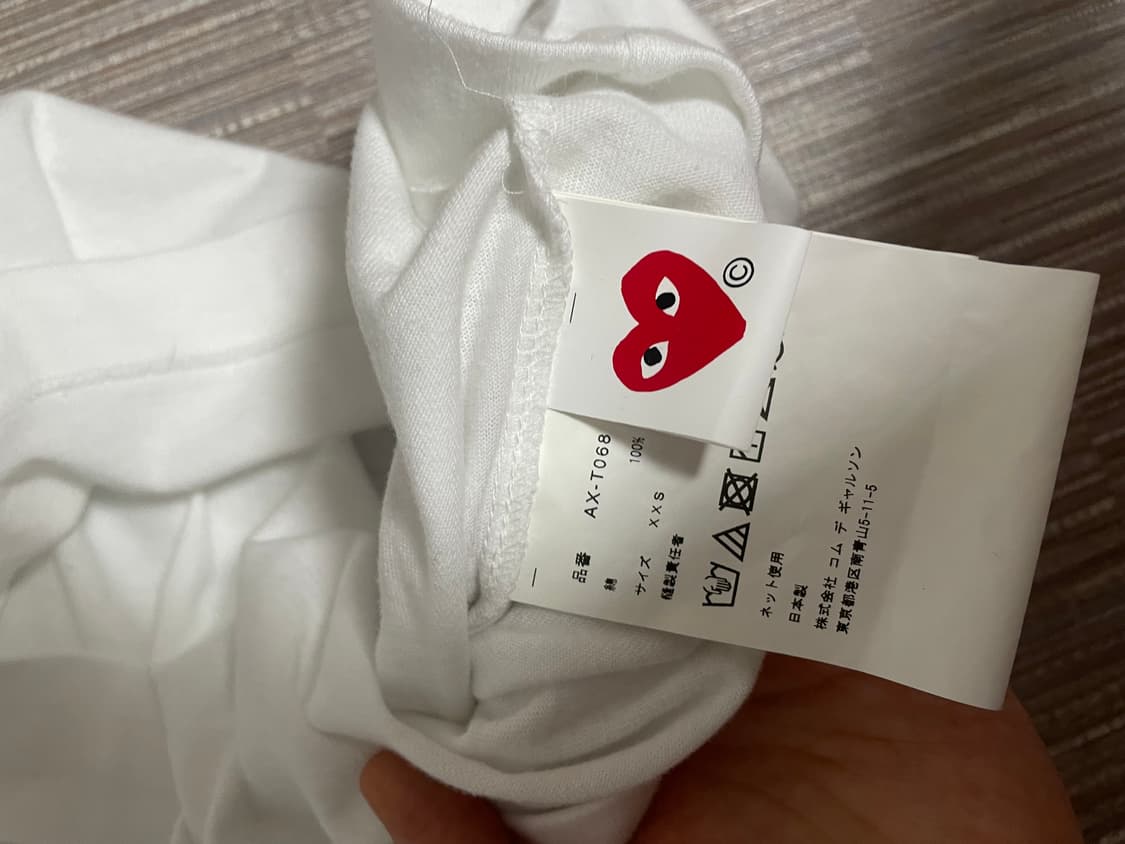 ©
品番 AX-T068
綿 100%
サイズ XXS
縫製責任者
ネット使用
日本製
株式会社 コム デ ギャルソン
東京都港区南青山5-11-5